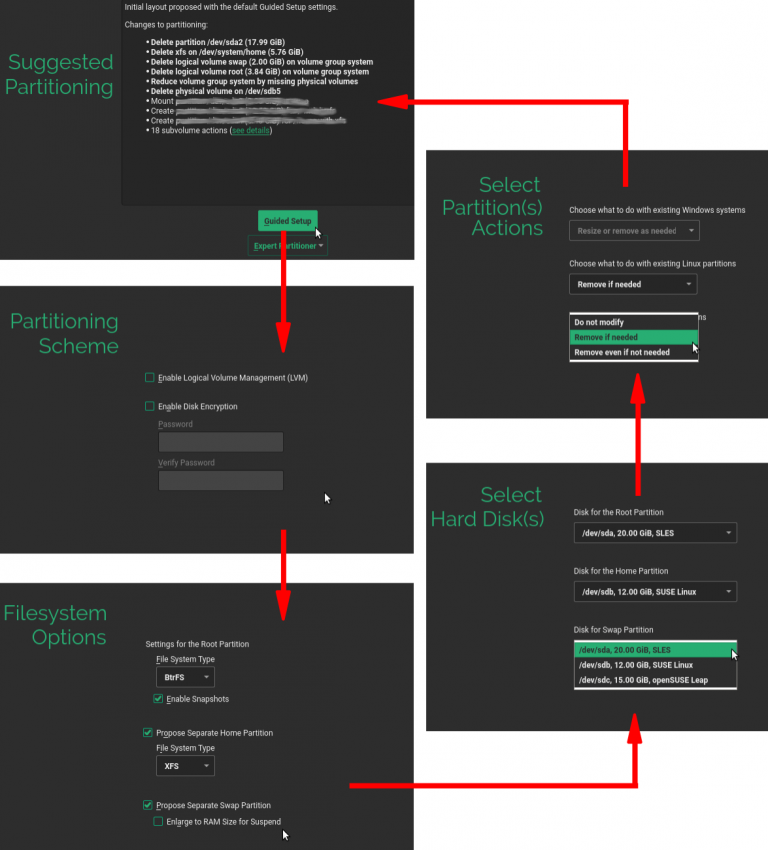 Suggested
Partitioning
Initial layout proposed with the default Guided Setup settings.
Changes to partitioning:
• Delete partition /dev/sda2 (17.99 GiB)
• Delete xfs on /dev/system/home (5.76 GiB)
• Delete logical volume swap (2.00 GiB) on volume group system
• Delete logical volume root (3.84 GiB) on volume group system
• Reduce volume group system by missing physical volumes
• Delete physical volume on /dev/sdb5
• Mount
• Create
• Create
• 18 subvolume actions (see details)
Guided Setup
Expert Partitioner
Partitioning
Scheme
Enable Logical Volume Management (LVM)
Enable Disk Encryption
Password
Verify Password
Filesystem
Options
Settings for the Root Partition
File System Type
BtrFS
Enable Snapshots
Propose Separate Home Partition
File System Type
XFS
Propose Separate Swap Partition
Enlarge to RAM Size for Suspend
Select
Hard Disk(s)
Disk for the Root Partition
/dev/sda, 20.00 GiB, SLES
Disk for the Home Partition
/dev/sdb, 12.00 GiB, SUSE Linux
Disk for Swap Partition
/dev/sda, 20.00 GiB, SLES
/dev/sdb, 12.00 GiB, SUSE Linux
/dev/sdc, 15.00 GiB, openSUSE Leap
Select
Partition(s)
Actions
Choose what to do with existing Windows systems
Resize or remove as needed
Choose what to do with existing Linux partitions
Remove if needed
ns
Do not modify
Remove if needed
Remove even if not needed